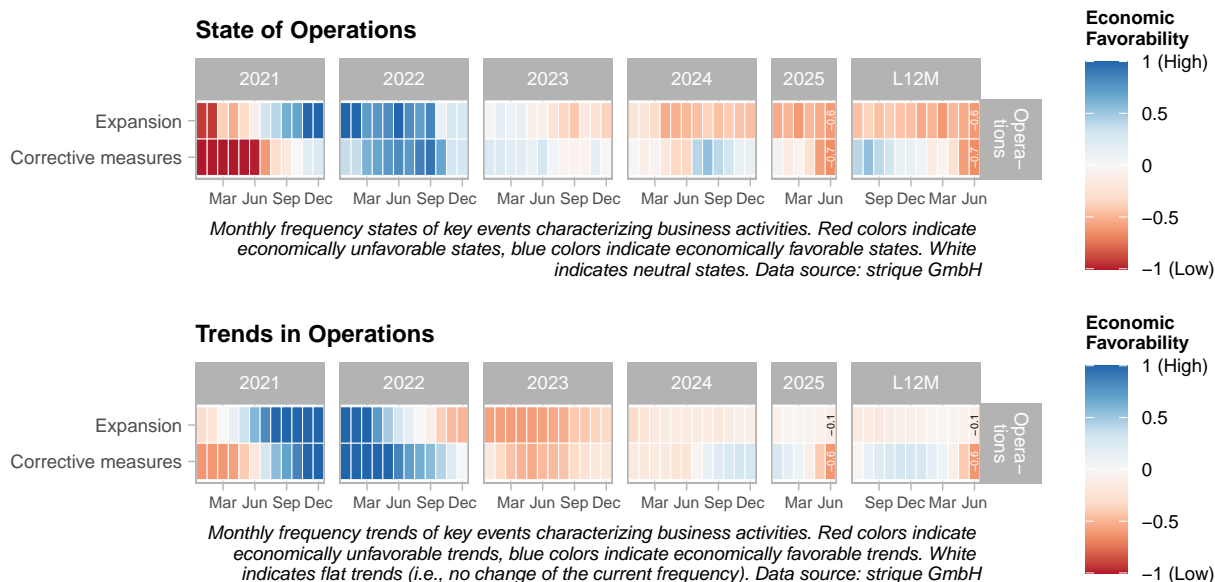 State of Operations
Economic
Favorability
2021 2022 2023 2024 2025 L12M
1 (High)
0.5
0
−0.5
−1 (Low)
Expansion
−0.6 −0.6
Corrective measures
−0.7 −0.7
Opera−
tions
Mar Jun Sep Dec Mar Jun Sep Dec Mar Jun Sep Dec Mar Jun Sep Dec Mar Jun Sep Dec Mar Jun
Monthly frequency states of key events characterizing business activities. Red colors indicate
economically unfavorable states, blue colors indicate economically favorable states. White
indicates neutral states. Data source: strique GmbH
Trends in Operations
Economic
Favorability
2021 2022 2023 2024 2025 L12M
1 (High)
0.5
0
−0.5
−1 (Low)
Expansion
−0.1 −0.1
Corrective measures
−0.6 −0.6
Opera−
tions
Mar Jun Sep Dec Mar Jun Sep Dec Mar Jun Sep Dec Mar Jun Sep Dec Mar Jun Sep Dec Mar Jun
Monthly frequency trends of key events characterizing business activities. Red colors indicate
economically unfavorable trends, blue colors indicate economically favorable trends. White
indicates flat trends (i.e., no change of the current frequency). Data source: strique GmbH